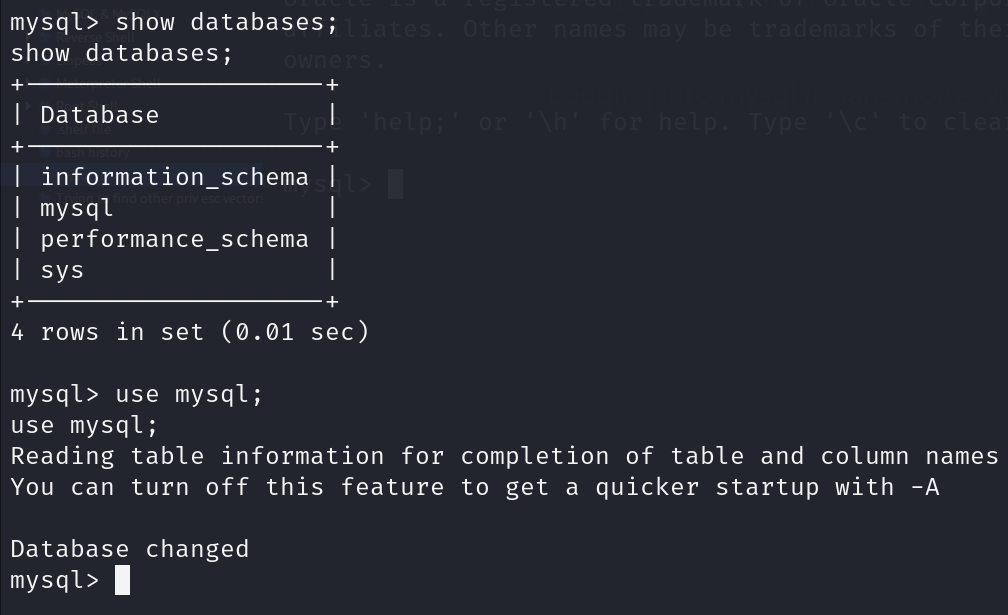 mysql> show databases;
show databases;
+--------------------+
| Database           |
+--------------------+
| information_schema |
| mysql              |
| performance_schema |
| sys                |
+--------------------+
4 rows in set (0.01 sec)

mysql> use mysql;
use mysql;
Reading table information for completion of table and column names
You can turn off this feature to get a quicker startup with -A

Database changed
mysql>
Oracle is a registered trademark of Oracle Corpo
affiliates. Other names may be trademarks of thei
owners.
Type 'help;' or '\h' for help. Type '\c' to clea
mysql>